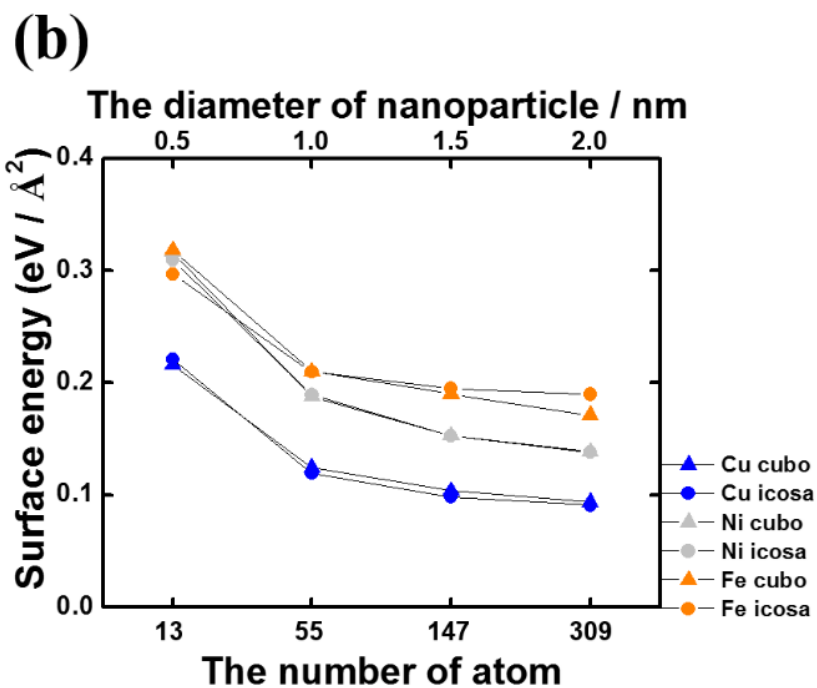 (b)
The diameter of nanoparticle / nm
0.5 1.0 1.5 2.0
Surface energy (eV / Å²)
0.4
0.3
0.2
0.1
0.0
13 55 147 309
The number of atom
Cu cubo
Cu icosa
Ni cubo
Ni icosa
Fe cubo
Fe icosa